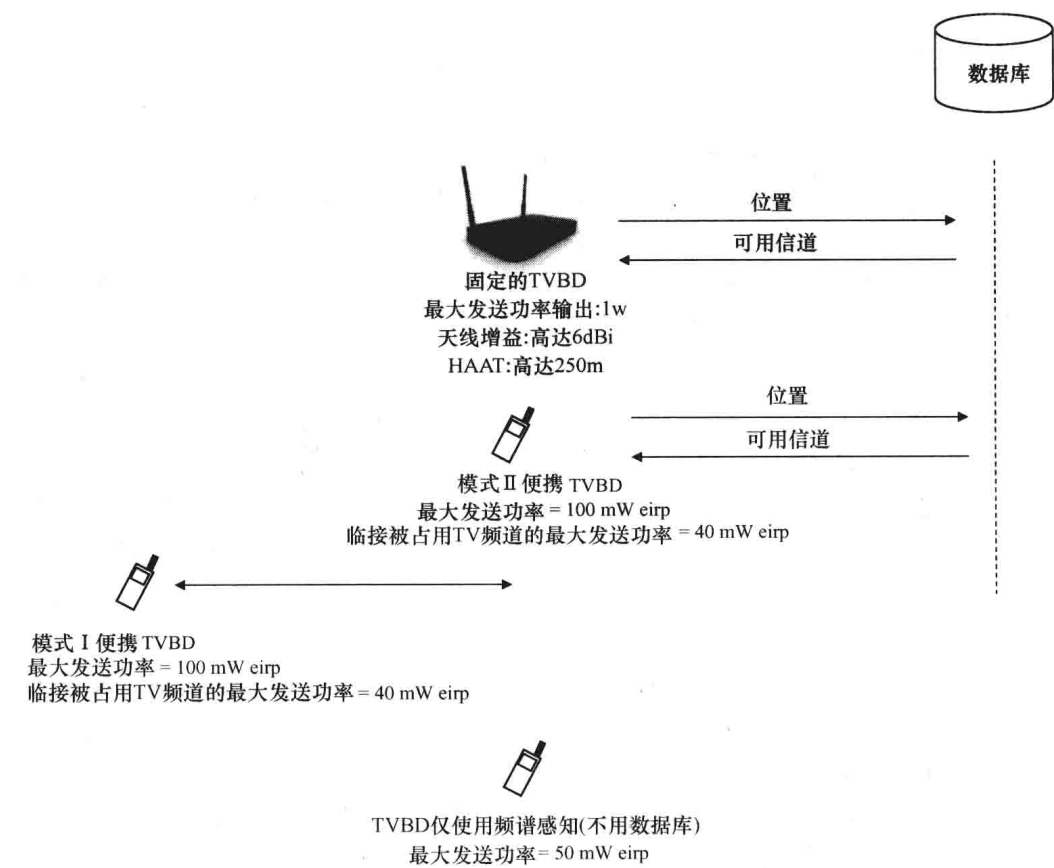 数据库
位置
可用信道
固定的TVBD
最大发送功率输出:1w
天线增益:高达6dBi
HAAT:高达250m
位置
可用信道
模式Ⅱ便携 TVBD
最大发送功率 = 100 mW eirp
临接被占用TV频道的最大发送功率 = 40 mW eirp
模式Ⅰ便携 TVBD
最大发送功率 = 100 mW eirp
临接被占用TV频道的最大发送功率 = 40 mW eirp
TVBD仅使用频谱感知(不用数据库)
最大发送功率= 50 mW eirp